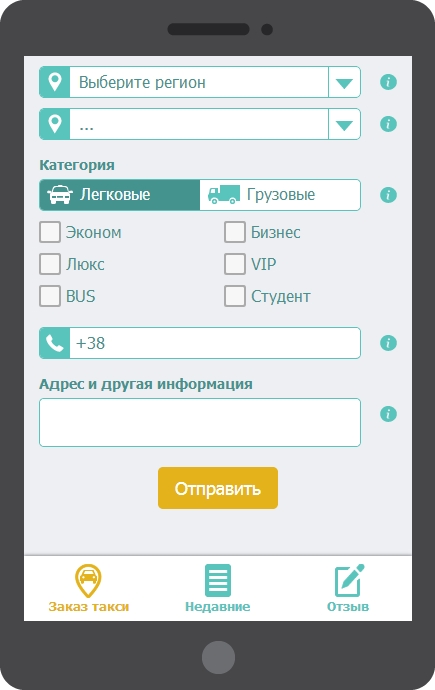 Выберите регион
...
Категория
Легковые Грузовые
Эконом Бизнес
Люкс VIP
BUS Студент
+38
Адрес и другая информация
Отправить
Заказ такси Недавние Отзыв